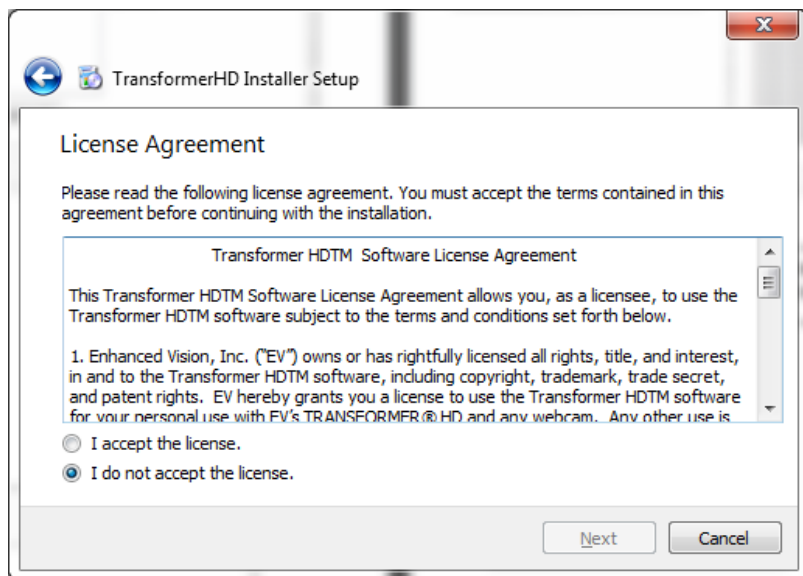 TransformerHD Installer Setup
License Agreement
Please read the following license agreement. You must accept the terms contained in this
agreement before continuing with the installation.
Transformer HDTM  Software License Agreement
This Transformer HDTM Software License Agreement allows you, as a licensee, to use the
Transformer HDTM software subject to the terms and conditions set forth below.
1. Enhanced Vision, Inc. ("EV") owns or has rightfully licensed all rights, title, and interest,
in and to the Transformer HDTM software, including copyright, trademark, trade secret,
and patent rights.  EV hereby grants you a license to use the Transformer HDTM software
for your personal use with EV's TRANSFORMER® HD and any webcam.  Any other use is
I accept the license.
I do not accept the license.
Next
Cancel